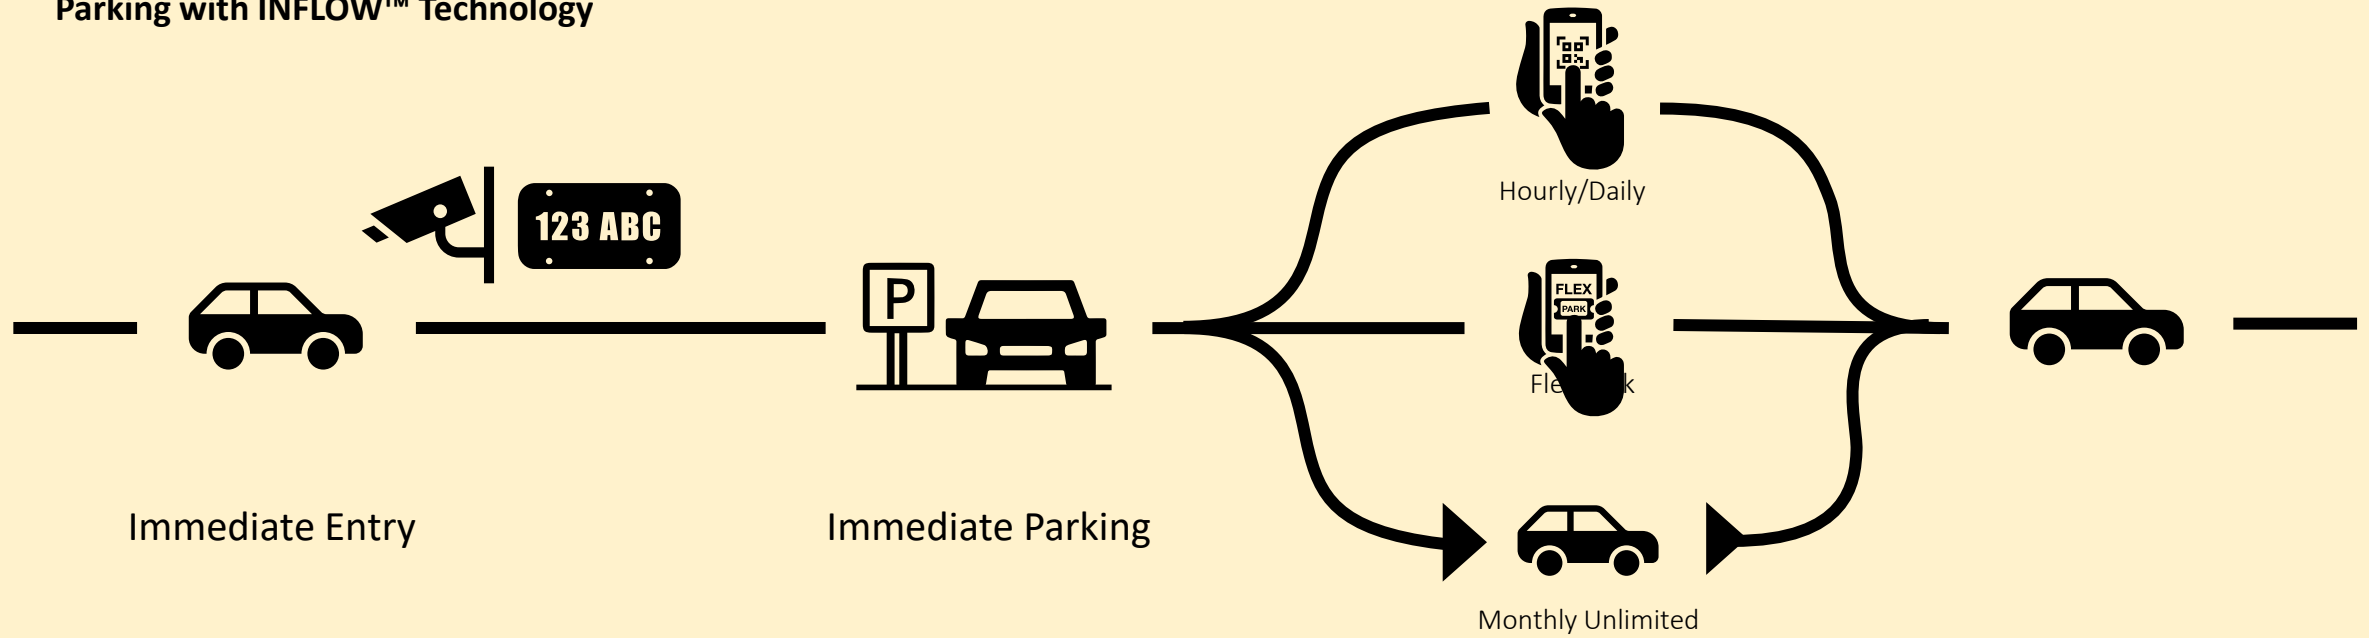 Parking with INFLOW™ Technology
123 ABC
P
Immediate Entry
Immediate Parking
Hourly/Daily
FLEX
PARK
Monthly Unlimited